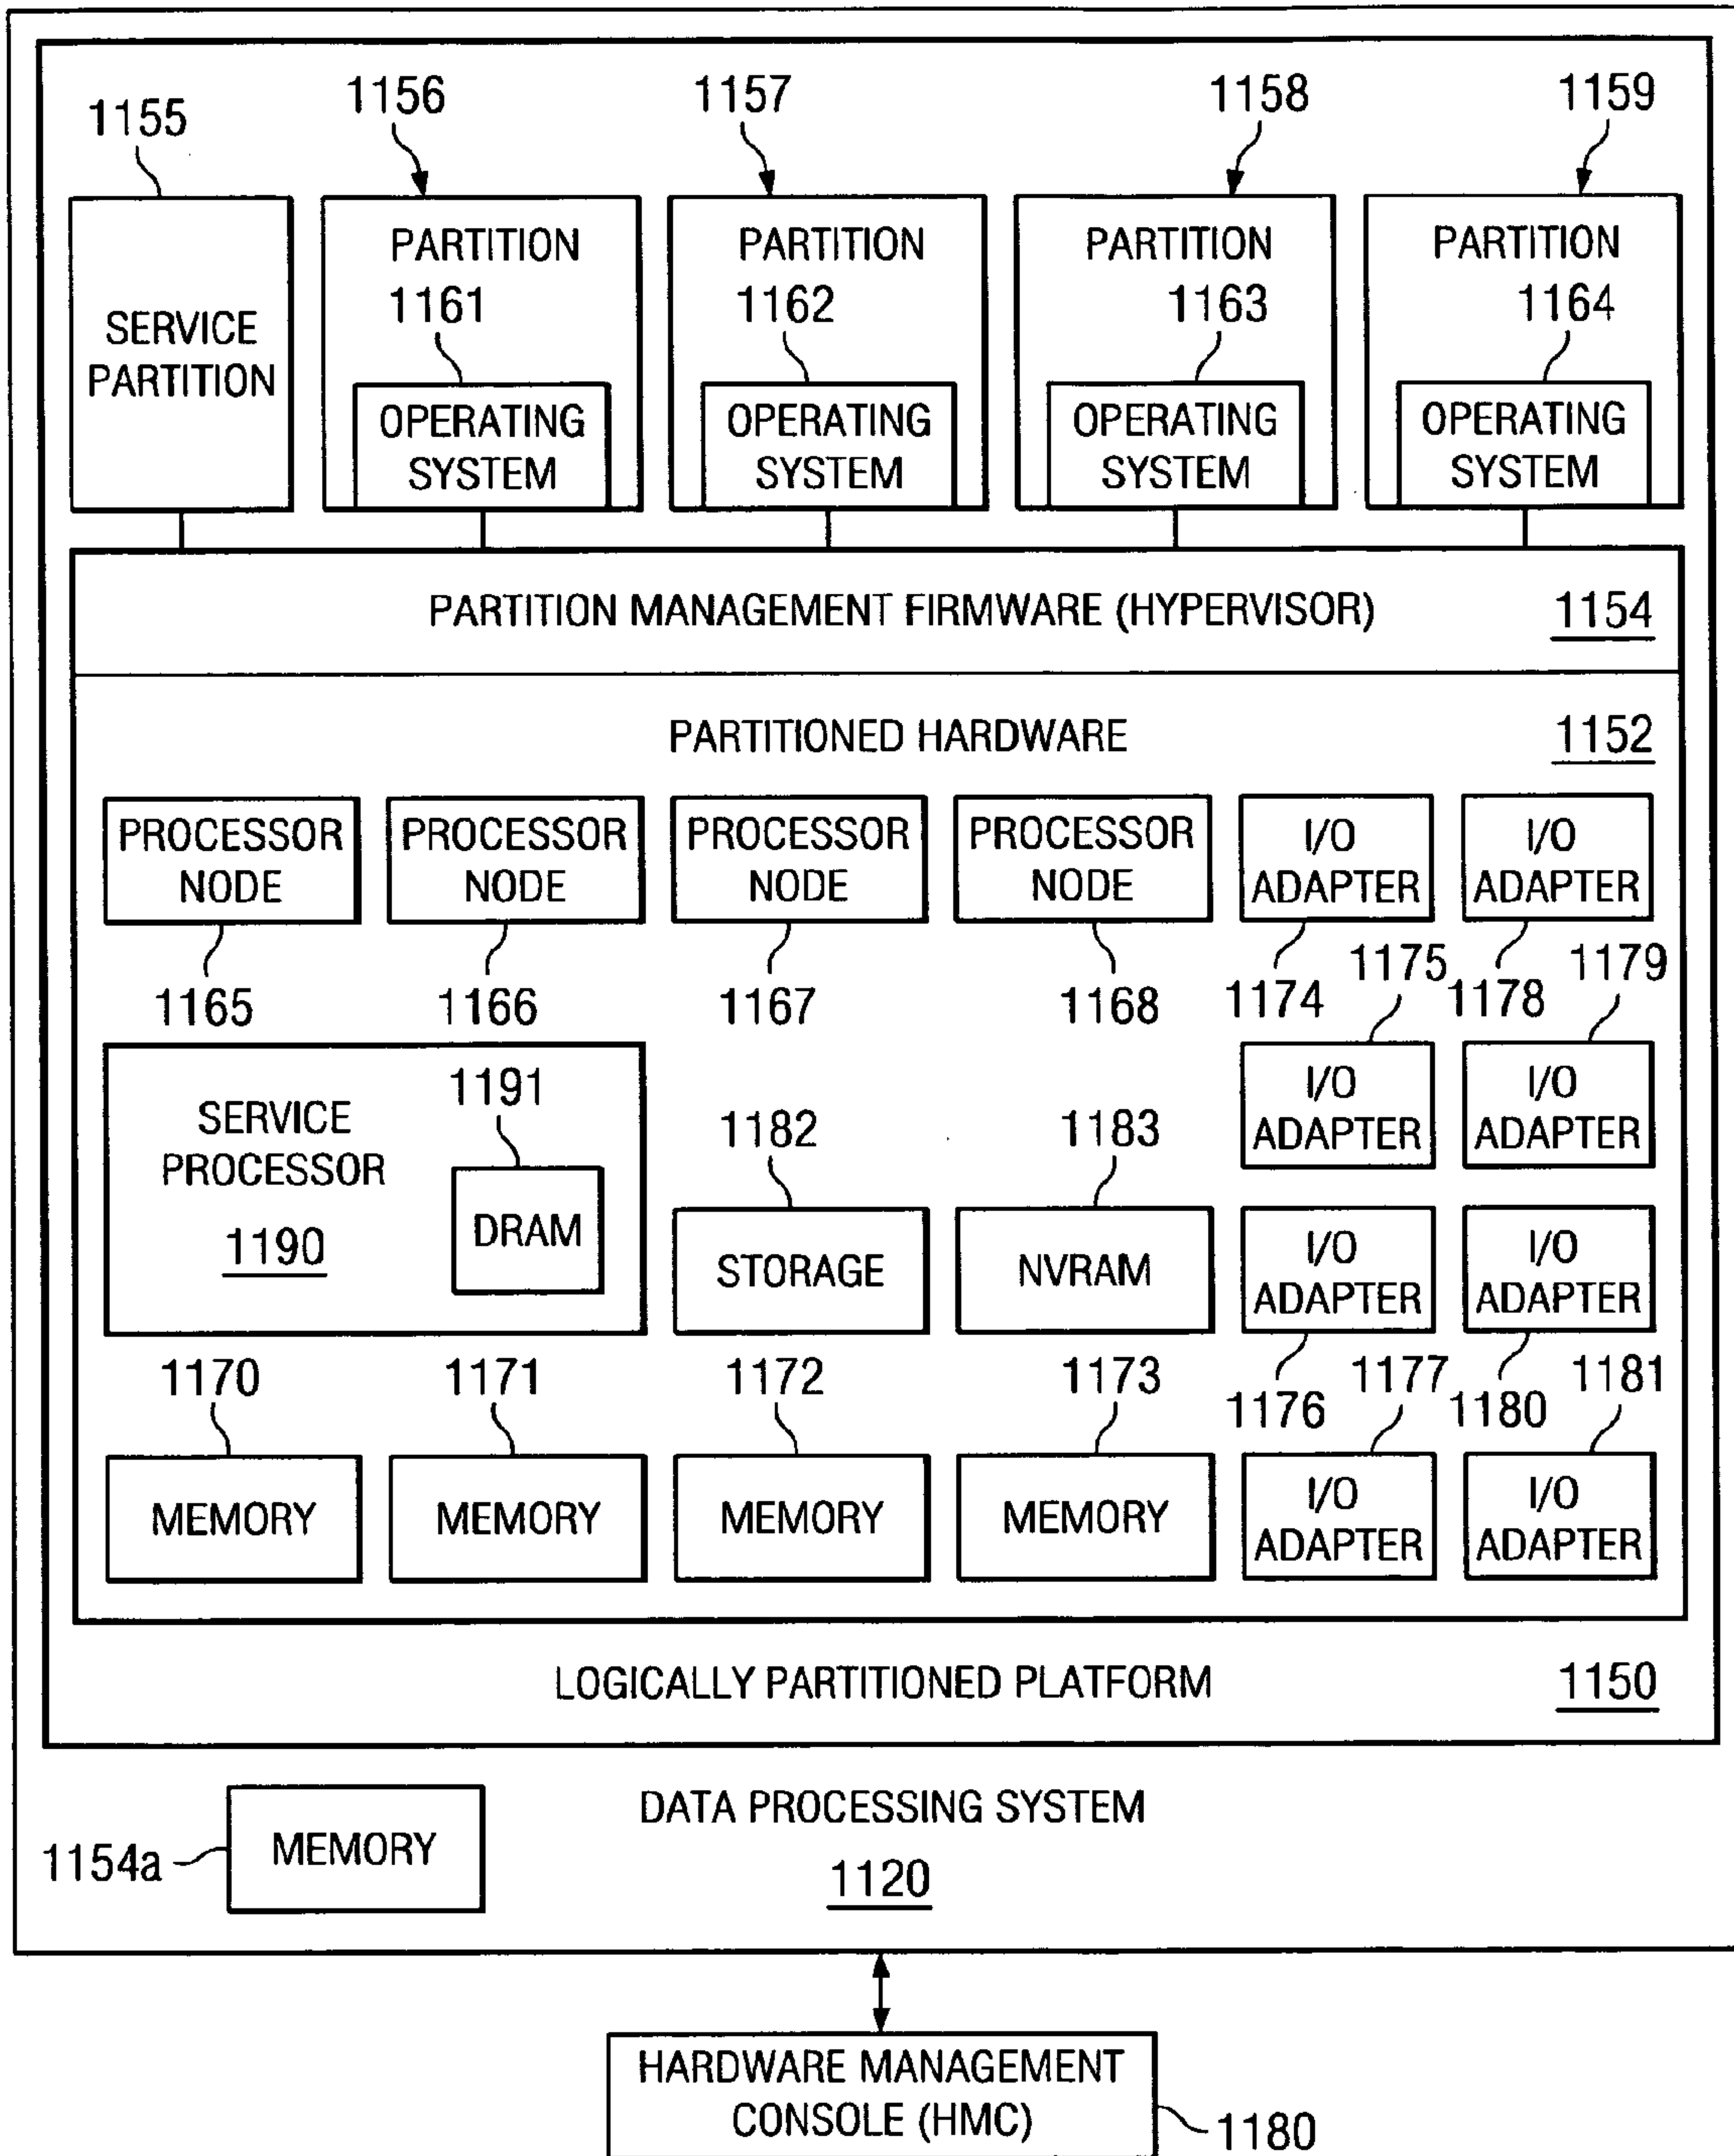 1155
1156
1157
1158
1159
SERVICE
PARTITION
PARTITION
1161
OPERATING
SYSTEM
PARTITION
1162
OPERATING
SYSTEM
PARTITION
1163
OPERATING
SYSTEM
PARTITION
1164
OPERATING
SYSTEM
PARTITION MANAGEMENT FIRMWARE (HYPERVISOR) 1154
PARTITIONED HARDWARE 1152
PROCESSOR
NODE
1165
PROCESSOR
NODE
1166
PROCESSOR
NODE
1167
PROCESSOR
NODE
1168
I/O
ADAPTER
1174
I/O
ADAPTER
1178
1175
I/O
ADAPTER
1179
I/O
ADAPTER
SERVICE
PROCESSOR
1190
1191
DRAM
1182
STORAGE
1183
NVRAM
I/O
ADAPTER
1176
I/O
ADAPTER
1180
1170
MEMORY
1171
MEMORY
1172
MEMORY
1173
MEMORY
1177
I/O
ADAPTER
1181
I/O
ADAPTER
LOGICALLY PARTITIONED PLATFORM 1150
1154a
MEMORY
DATA PROCESSING SYSTEM
1120
HARDWARE MANAGEMENT
CONSOLE (HMC)
1180